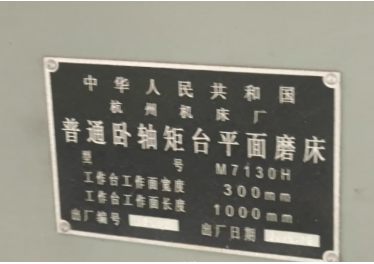 中华人民共和国
杭州机床厂
普通卧轴矩台平面磨床
型号 M7130H
工作台工作面宽度 300mm
工作台工作面长度 1000mm
出厂编号 出厂日期